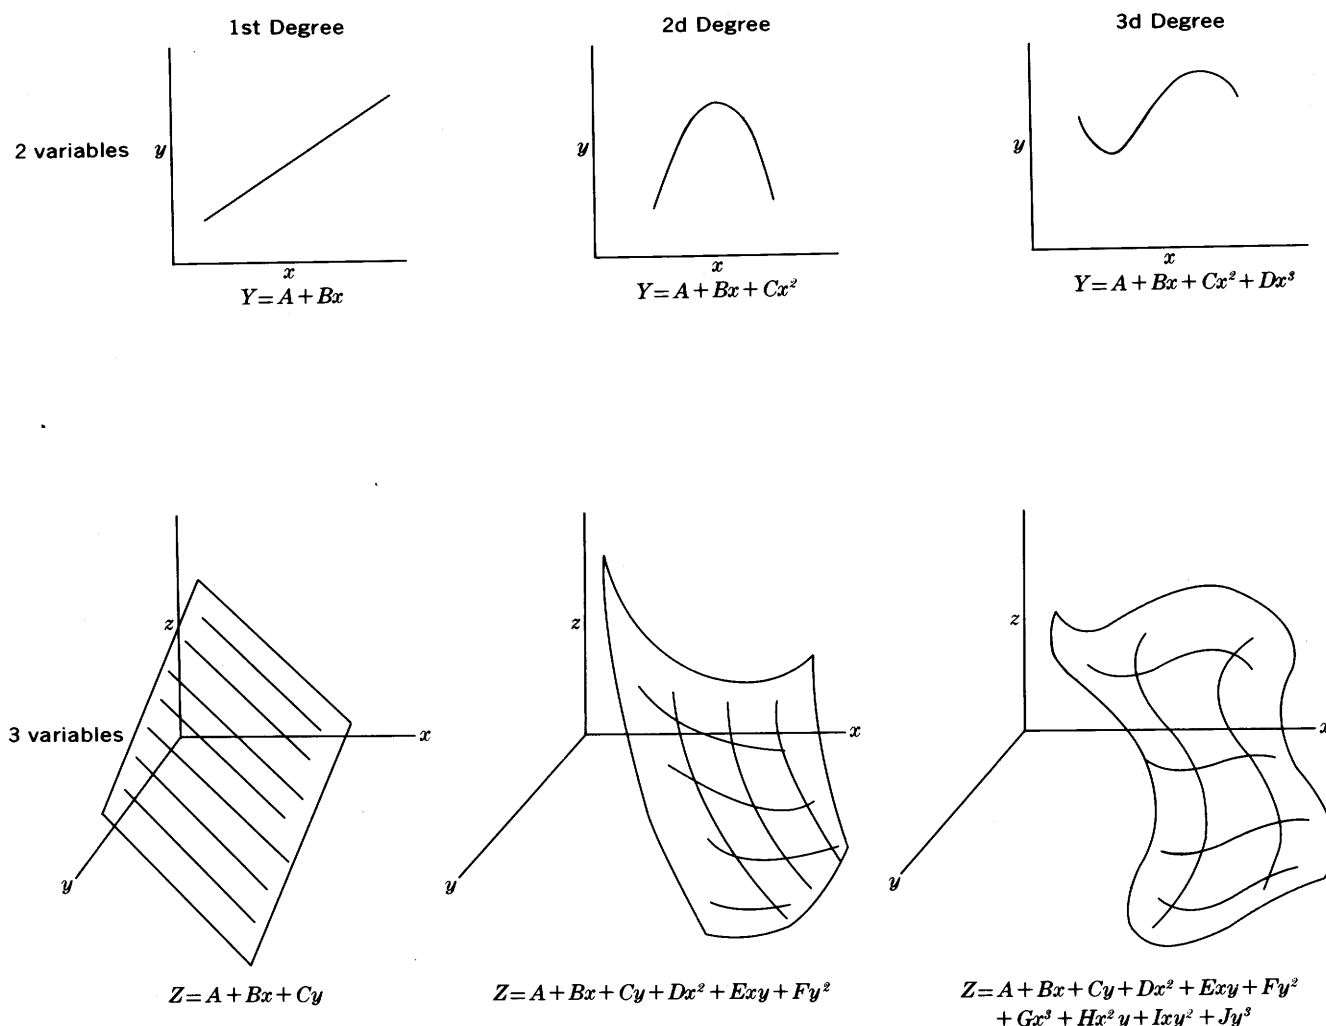 1st Degree
2d Degree
3d Degree
2 variables
y
x
Y=A+Bx
y
x
Y=A+Bx+Cx²
y
x
Y=A+Bx+Cx²+Dx³
3 variables
z
x
y
Z=A+Bx+Cy
z
x
y
Z=A+Bx+Cy+Dx²+Exy+Fy²
z
x
y
Z=A+Bx+Cy+Dx²+Exy+Fy²
+Gx³+Hx²y+Ixy²+Jy³